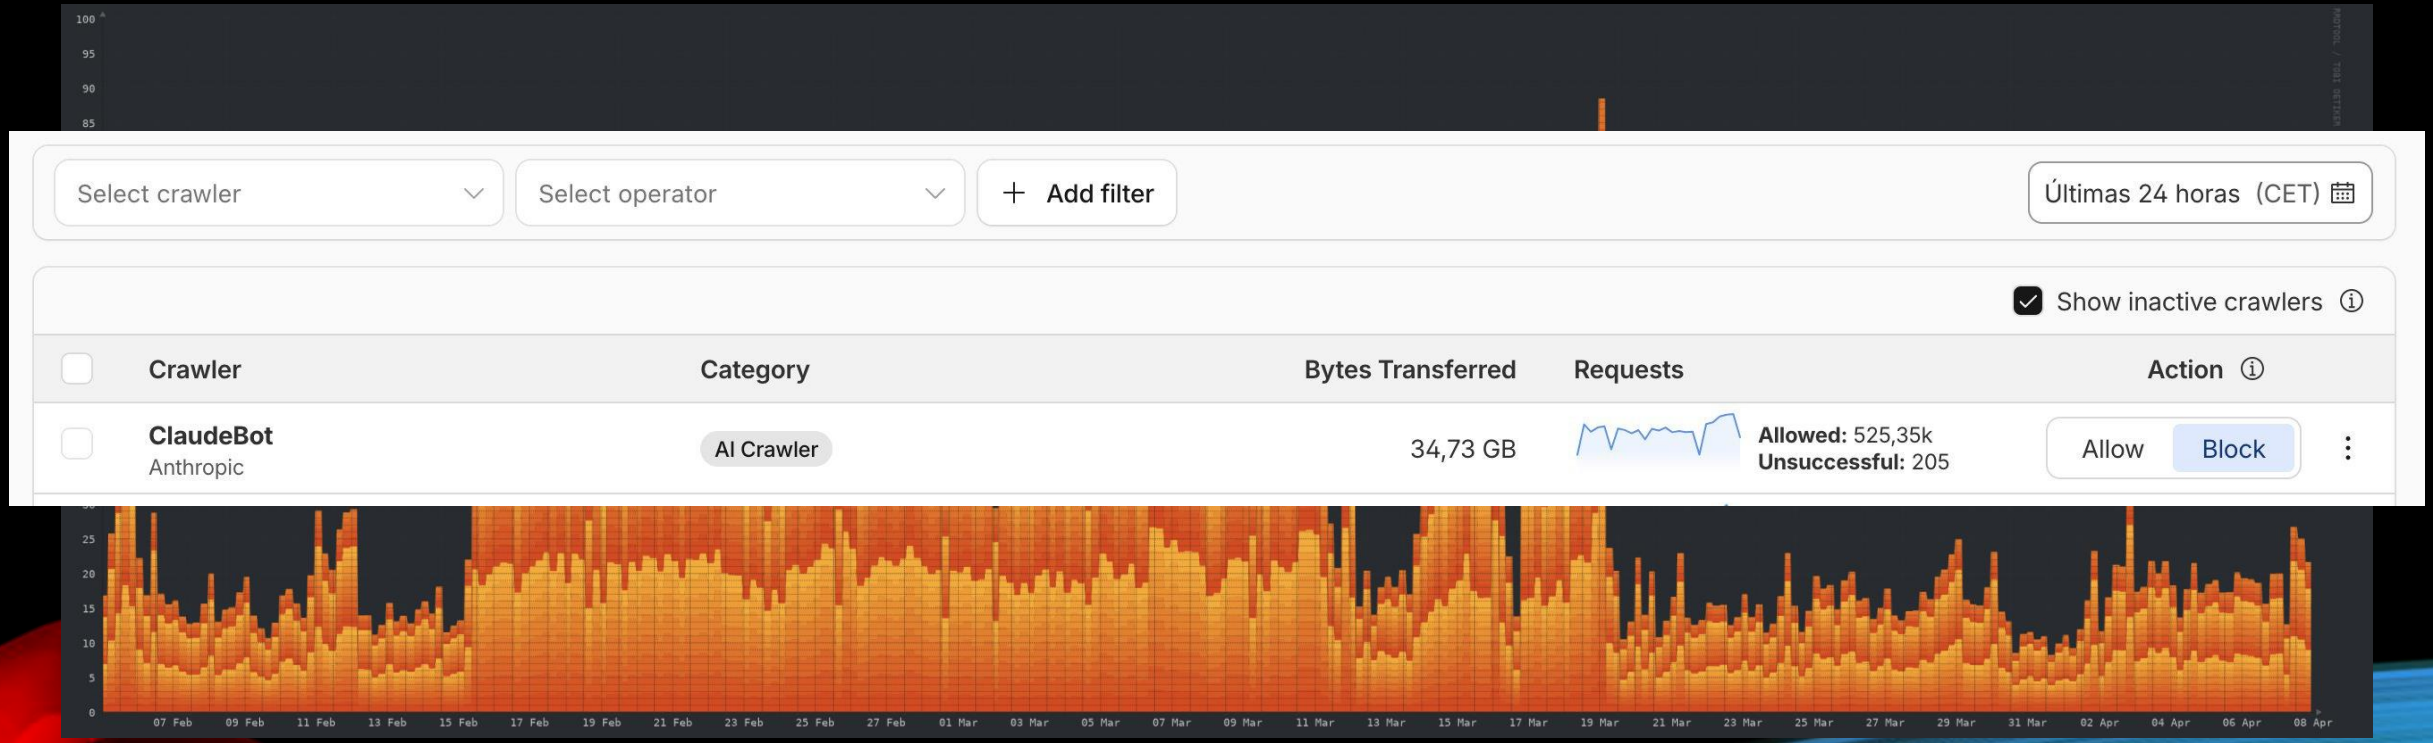 100
95
90
85
RRDTOOL / TOBI OETIKER
Select crawler
Select operator
+ Add filter
Últimas 24 horas (CET)
Show inactive crawlers
Crawler
Category
Bytes Transferred
Requests
Action
ClaudeBot
Anthropic
AI Crawler
34,73 GB
Allowed: 525,35k
Unsuccessful: 205
Allow
Block
25
20
15
10
5
0
07 Feb 09 Feb 11 Feb 13 Feb 15 Feb 17 Feb 19 Feb 21 Feb 23 Feb 25 Feb 27 Feb 01 Mar 03 Mar 05 Mar 07 Mar 09 Mar 11 Mar 13 Mar 15 Mar 17 Mar 19 Mar 21 Mar 23 Mar 25 Mar 27 Mar 29 Mar 31 Mar 02 Apr 04 Apr 06 Apr 08 Apr